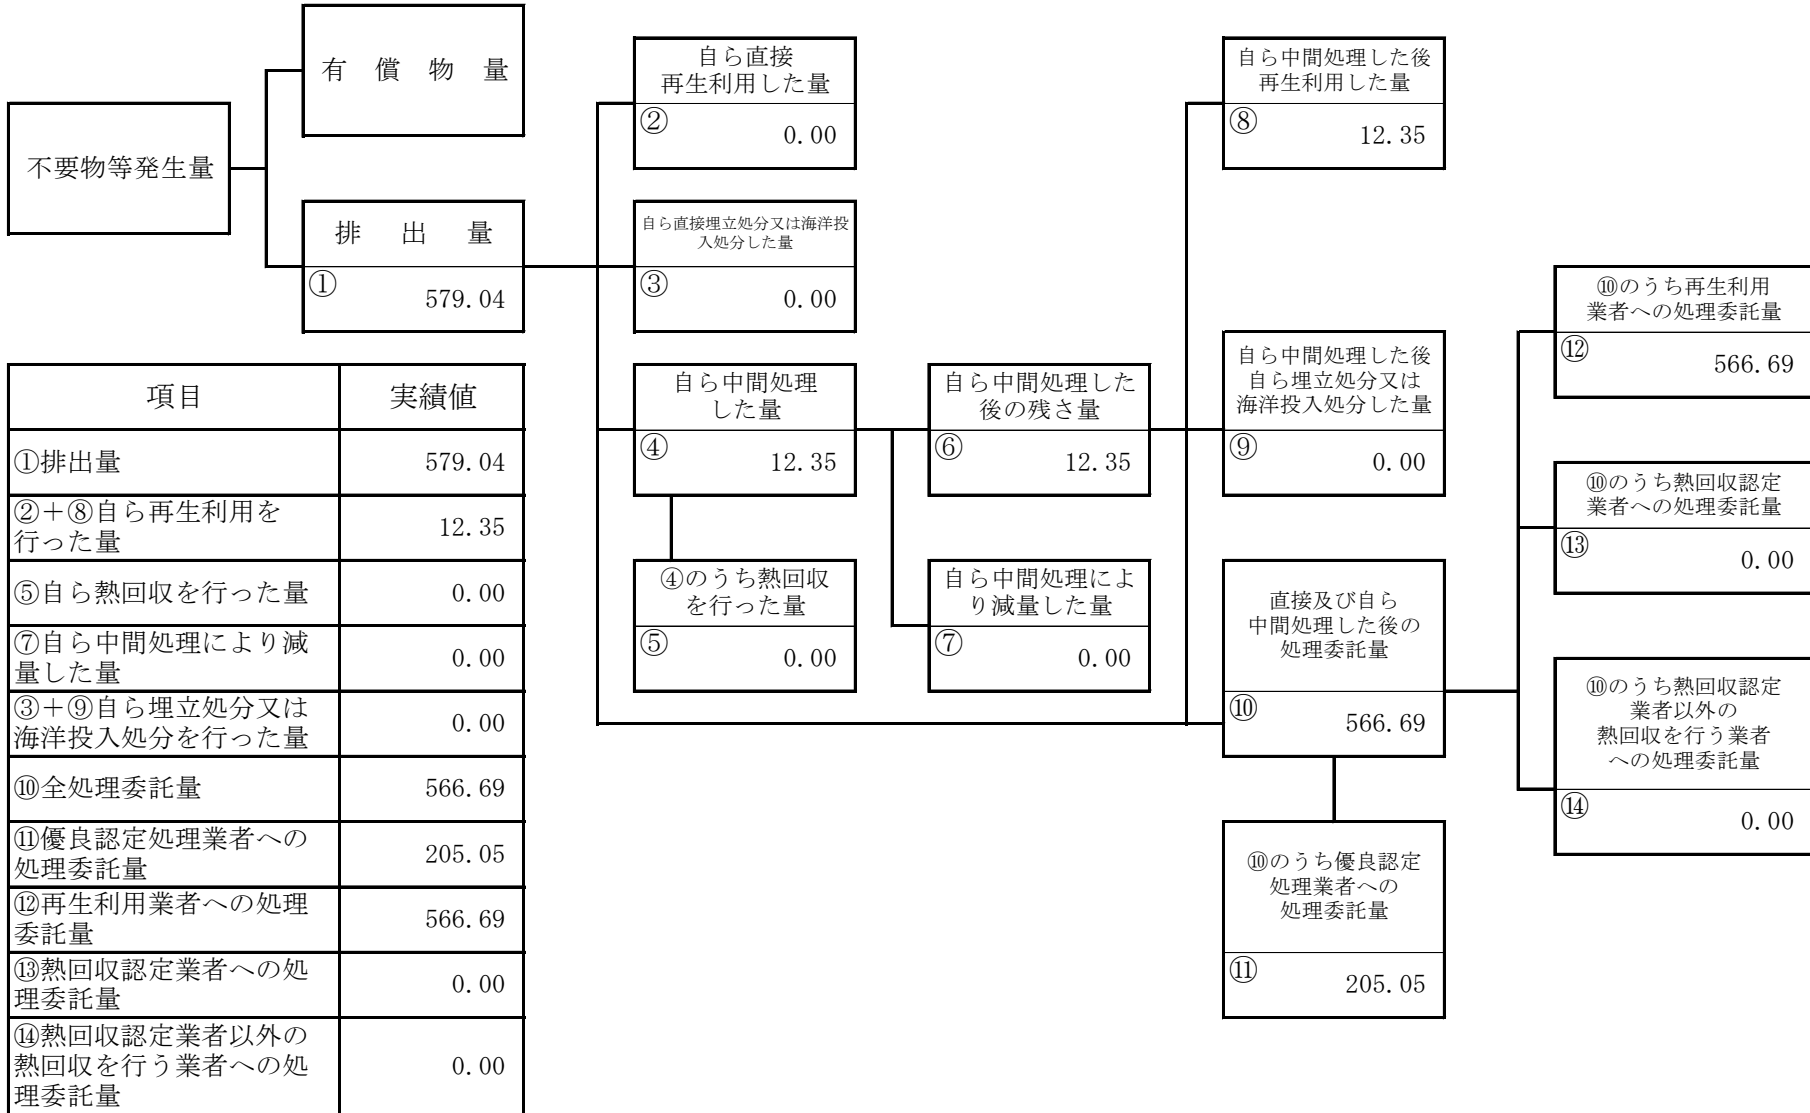 不要物等発生量
有 償 物 量
排 出 量
①
579.04
自ら直接
再生利用した量
②
0.00
自ら直接埋立処分又は海洋投
入処分した量
③
0.00
自ら中間処理
した量
④
12.35
④のうち熱回収
を行った量
⑤
0.00
自ら中間処理した
後の残さ量
⑥
12.35
自ら中間処理によ
り減量した量
⑦
0.00
自ら中間処理した後
再生利用した量
⑧
12.35
自ら中間処理した後
自ら埋立処分又は
海洋投入処分した量
⑨
0.00
直接及び自ら
中間処理した後の
処理委託量
⑩
566.69
⑩のうち優良認定
処理業者への
処理委託量
⑪
205.05
⑩のうち再生利用
業者への処理委託量
⑫
566.69
⑩のうち熱回収認定
業者への処理委託量
⑬
0.00
⑩のうち熱回収認定
業者以外の
熱回収を行う業者
への処理委託量
⑭
0.00
項目 実績値
①排出量 579.04
②+⑧自ら再生利用を
行った量 12.35
⑤自ら熱回収を行った量 0.00
⑦自ら中間処理により減
量した量 0.00
③+⑨自ら埋立処分又は
海洋投入処分を行った量 0.00
⑩全処理委託量 566.69
⑪優良認定処理業者への
処理委託量 205.05
⑫再生利用業者への処理
委託量 566.69
⑬熱回収認定業者への処
理委託量 0.00
⑭熱回収認定業者以外の
熱回収を行う業者への処
理委託量 0.00